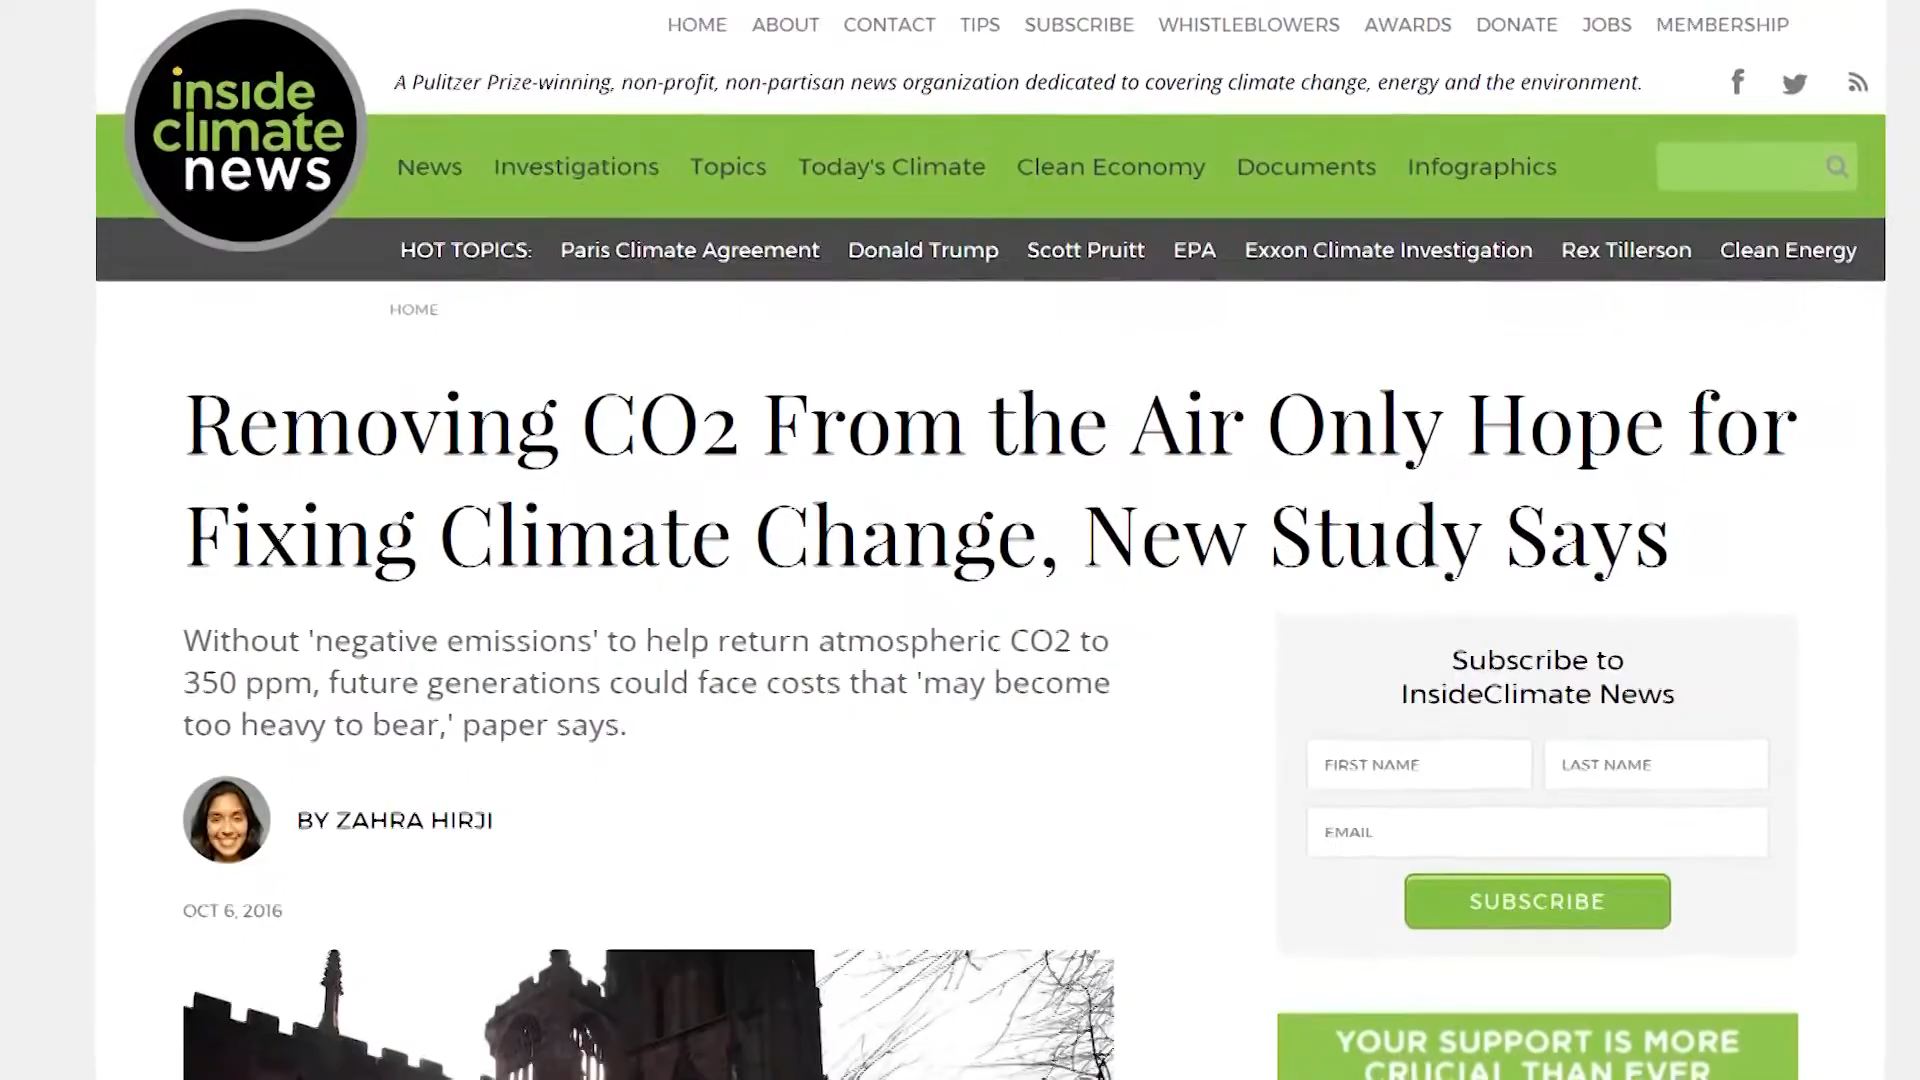 HOME ABOUT CONTACT TIPS SUBSCRIBE WHISTLEBLOWERS AWARDS DONATE JOBS MEMBERSHIP
inside
climate
news
A Pulitzer Prize-winning, non-profit, non-partisan news organization dedicated to covering climate change, energy and the environment.
News Investigations Topics Today's Climate Clean Economy Documents Infographics
HOT TOPICS: Paris Climate Agreement Donald Trump Scott Pruitt EPA Exxon Climate Investigation Rex Tillerson Clean Energy
HOME
Removing CO2 From the Air Only Hope for
Fixing Climate Change, New Study Says
Without 'negative emissions' to help return atmospheric CO2 to
350 ppm, future generations could face costs that 'may become
too heavy to bear,' paper says.
BY ZAHRA HIRJI
OCT 6, 2016
Subscribe to
InsideClimate News
FIRST NAME LAST NAME
EMAIL
SUBSCRIBE
YOUR SUPPORT IS MORE
CRUCIAL THAN EVER